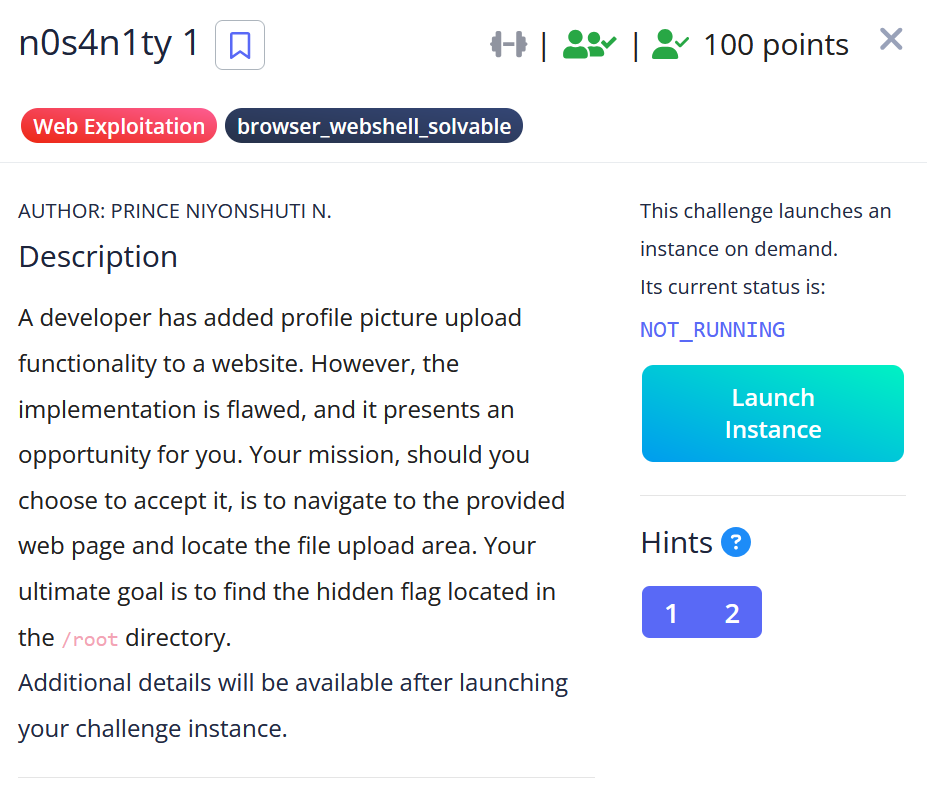 n0s4n1ty 1
| | 100 points
Web Exploitation browser_webshell_solvable
AUTHOR: PRINCE NIYONSHUTI N.
Description
A developer has added profile picture upload
functionality to a website. However, the
implementation is flawed, and it presents an
opportunity for you. Your mission, should you
choose to accept it, is to navigate to the provided
web page and locate the file upload area. Your
ultimate goal is to find the hidden flag located in
the /root directory.
Additional details will be available after launching
your challenge instance.
This challenge launches an
instance on demand.
Its current status is:
NOT_RUNNING
Launch
Instance
Hints ?
1 2